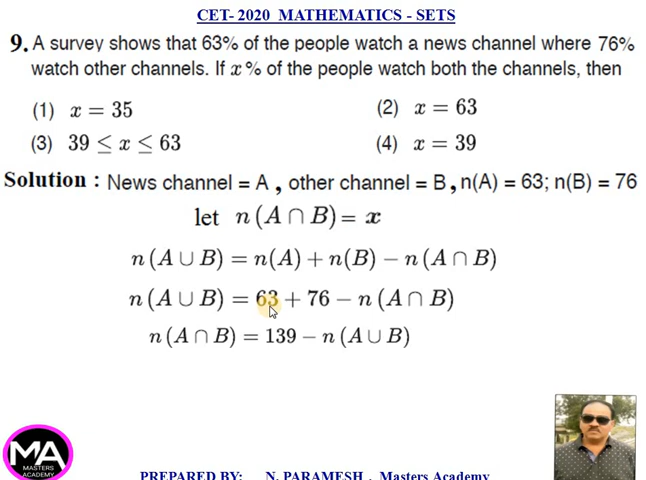 CET- 2020 MATHEMATICS - SETS
9. A survey shows that 63% of the people watch a news channel where 76%
watch other channels. If x % of the people watch both the channels, then
(1) x = 35 (2) x = 63
(3) 39 ≤ x ≤ 63 (4) x = 39
Solution : News channel = A , other channel = B , n(A) = 63; n(B) = 76
let n (A ∩ B) = x
n (A ∪ B) = n(A) + n(B) − n (A ∩ B)
n (A ∪ B) = 63 + 76 − n (A ∩ B)
n (A ∩ B) = 139 − n (A ∪ B)
MA
MASTERS
ACADEMY
PREPARED BY: N. PARAMESH , Masters Academy